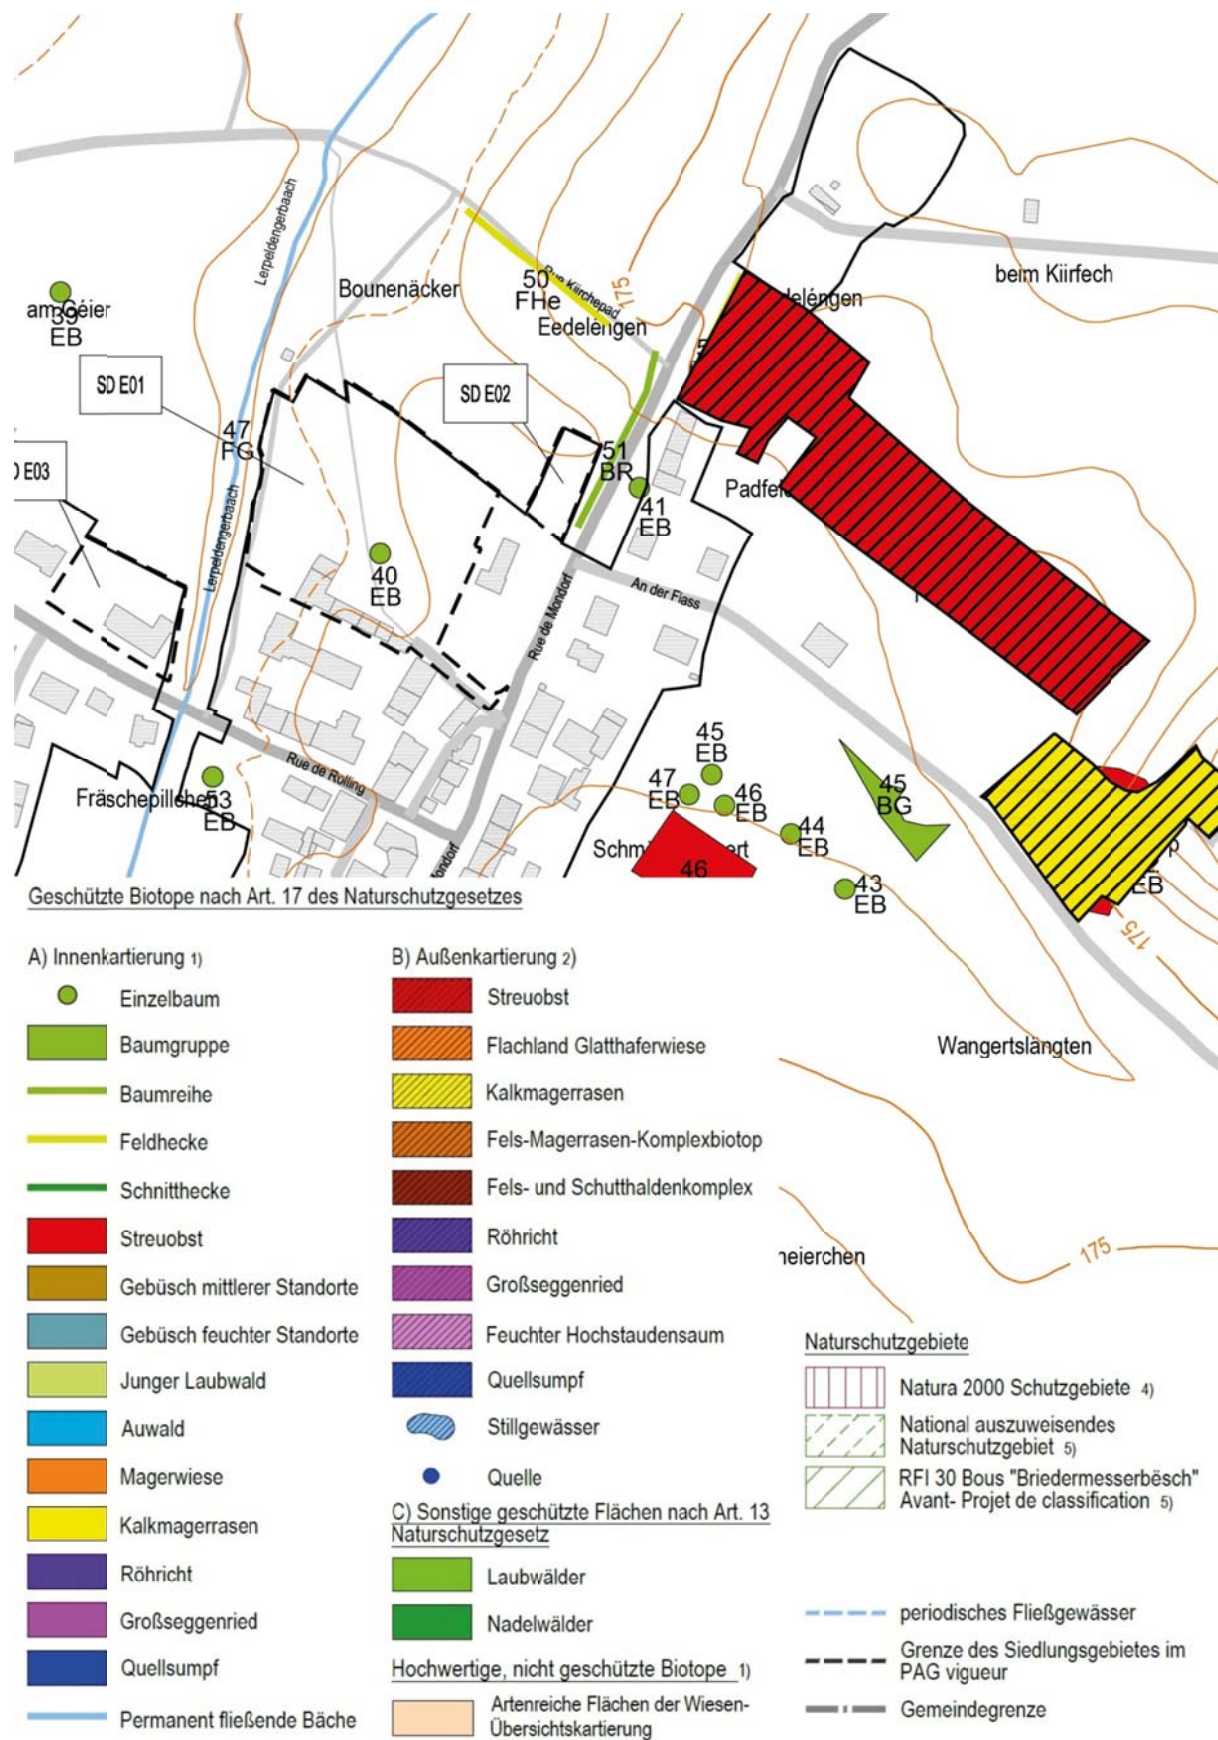 Lerpeldengerbaach
Bounenäcker
50
FHe
Rue Kiirchepad
Eedeléngen
175
beim Kiirfech
deléngen
am Géier
39
EB
SD E01
SD E02
47
FG
E03
51
BR
41
EB
Padfel
Lerpeldengerbaach
40
EB
An der Flass
Rue de Mondorf
45
EB
47
EB
46
EB
45
BG
44
EB
43
EB
Rue de Rolling
Fräschepillchen
53
EB
Mondorf
46
EB
175
Geschützte Biotope nach Art. 17 des Naturschutzgesetzes
A) Innenkartierung 1)
Einzelbaum
Baumgruppe
Baumreihe
Feldhecke
Schnitthecke
Streuobst
Gebüsch mittlerer Standorte
Gebüsch feuchter Standorte
Junger Laubwald
Auwald
Magerwiese
Kalkmagerrasen
Röhricht
Großseggenried
Quellsumpf
Permanent fließende Bäche
B) Außenkartierung 2)
Streuobst
Flachland Glatthaferwiese
Kalkmagerrasen
Fels-Magerrasen-Komplexbiotop
Fels- und Schutthaldenkomplex
Röhricht
Großseggenried
Feuchter Hochstaudensaum
Quellsumpf
Stillgewässer
Quelle
C) Sonstige geschützte Flächen nach Art. 13
Naturschutzgesetz
Laubwälder
Nadelwälder
Hochwertige, nicht geschützte Biotope 1)
Artenreiche Flächen der Wiesen-
Übersichtskartierung
Wangertslängten
175
neierchen
Naturschutzgebiete
Natura 2000 Schutzgebiete 4)
National auszuweisendes
Naturschutzgebiet 5)
RFI 30 Bous "Briedermesserbësch"
Avant- Projet de classification 5)
periodisches Fließgewässer
Grenze des Siedlungsgebietes im
PAG vigueur
Gemeindegrenze